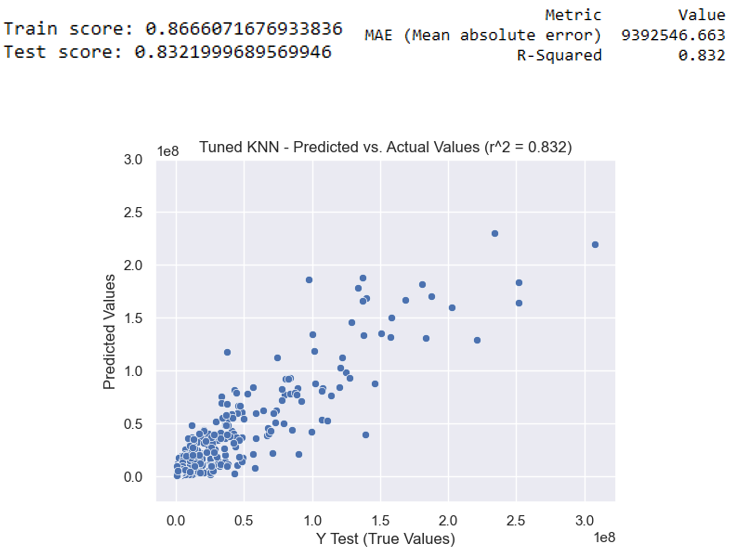 Train score: 0.8666071676933836
Test score: 0.8321999689569946
Metric Value
MAE (Mean absolute error) 9392546.663
R-Squared 0.832
Tuned KNN - Predicted vs. Actual Values (r^2 = 0.832)
1e8
3.0
2.5
2.0
1.5
1.0
0.5
0.0
Predicted Values
0.0 0.5 1.0 1.5 2.0 2.5 3.0
1e8
Y Test (True Values)